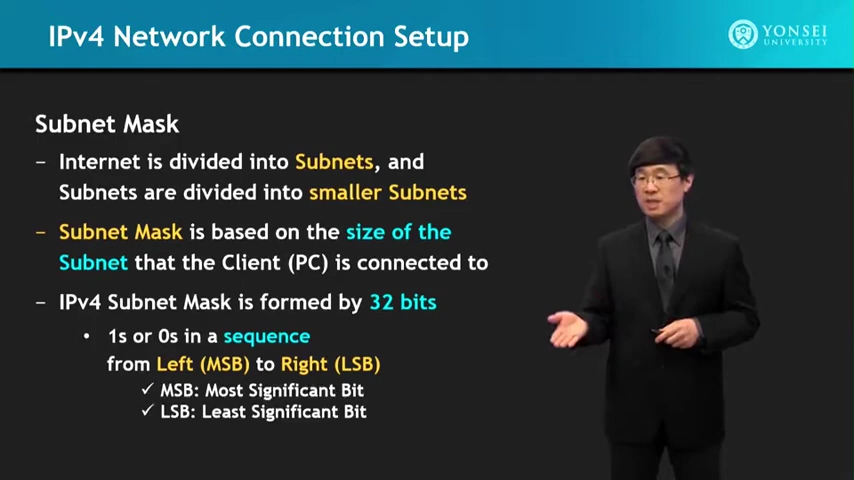 IPv4 Network Connection Setup
YONSEI
UNIVERSITY
Subnet Mask
− Internet is divided into Subnets, and
Subnets are divided into smaller Subnets
− Subnet Mask is based on the size of the
Subnet that the Client (PC) is connected to
− IPv4 Subnet Mask is formed by 32 bits
• 1s or 0s in a sequence
from Left (MSB) to Right (LSB)
✓ MSB: Most Significant Bit
✓ LSB: Least Significant Bit